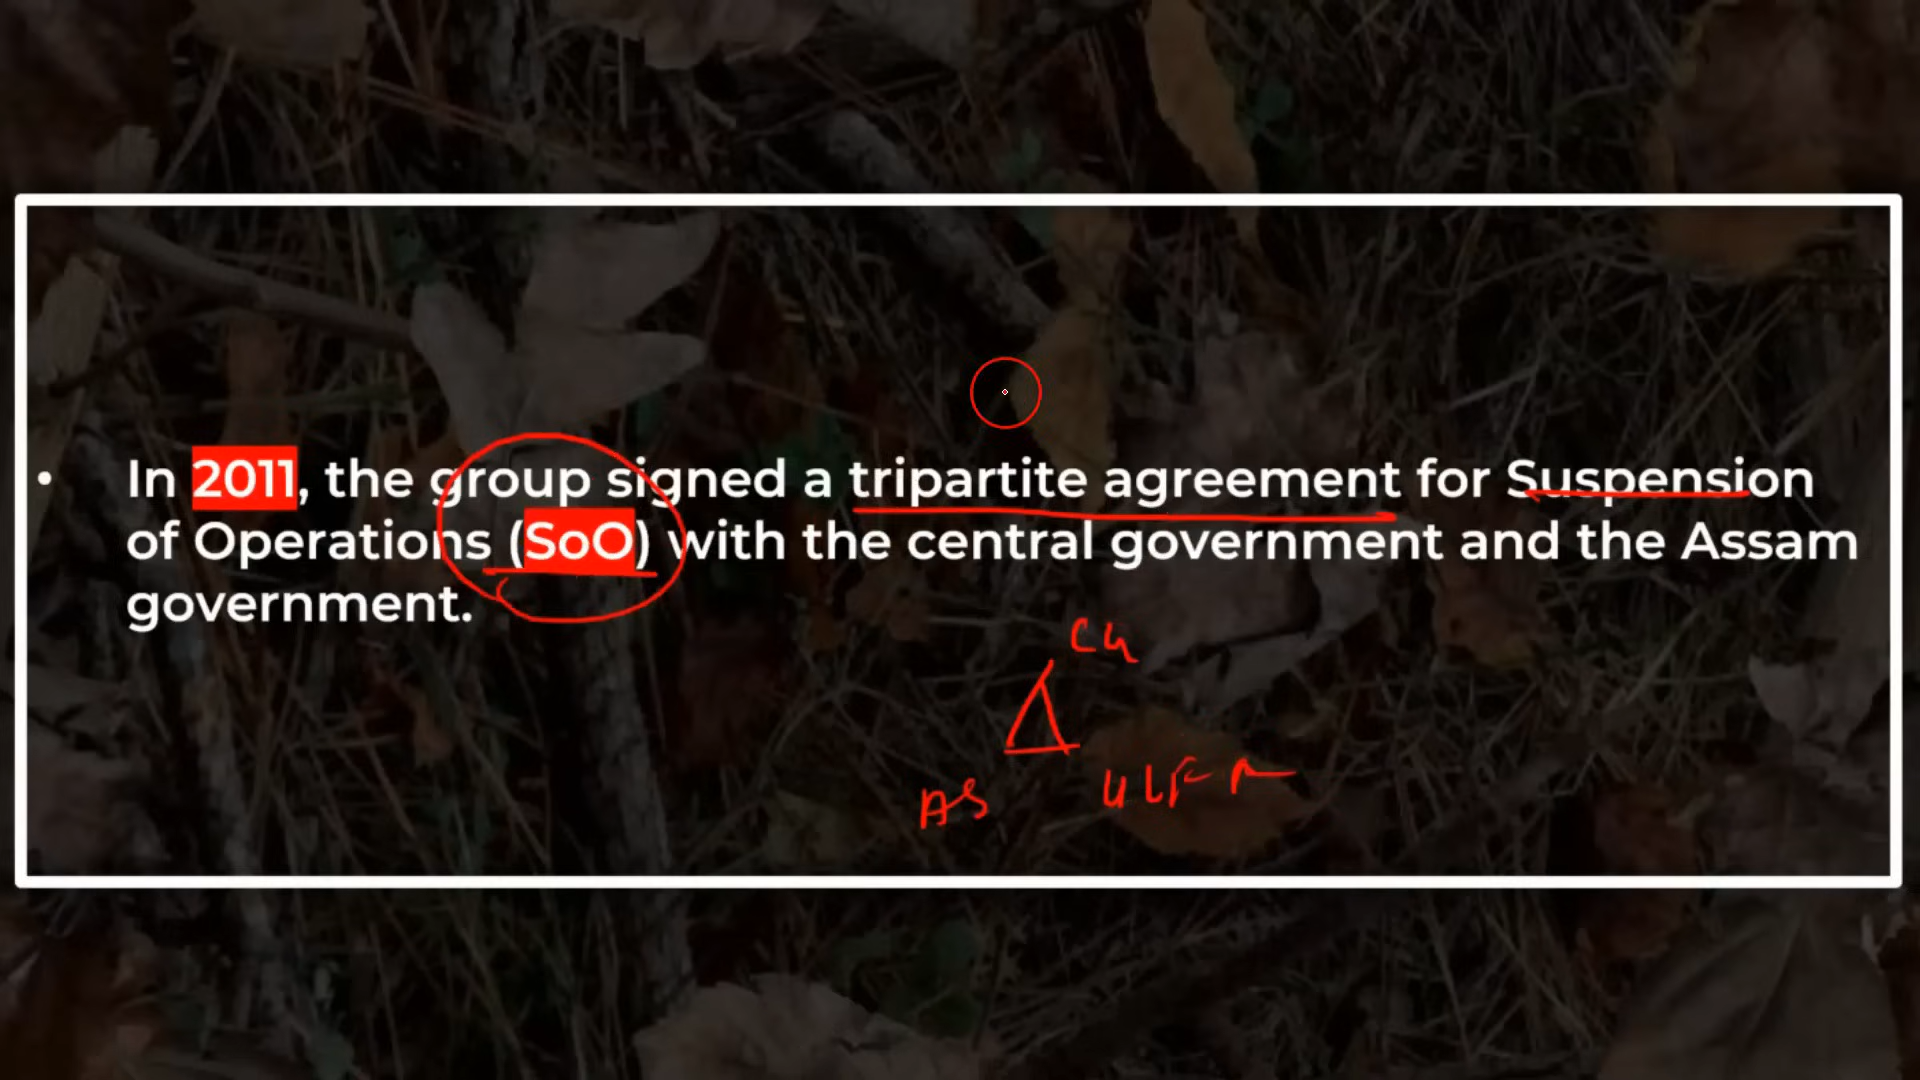 • In 2011, the group signed a tripartite agreement for Suspension
of Operations (SoO) with the central government and the Assam
government.
CG
AS ULFA